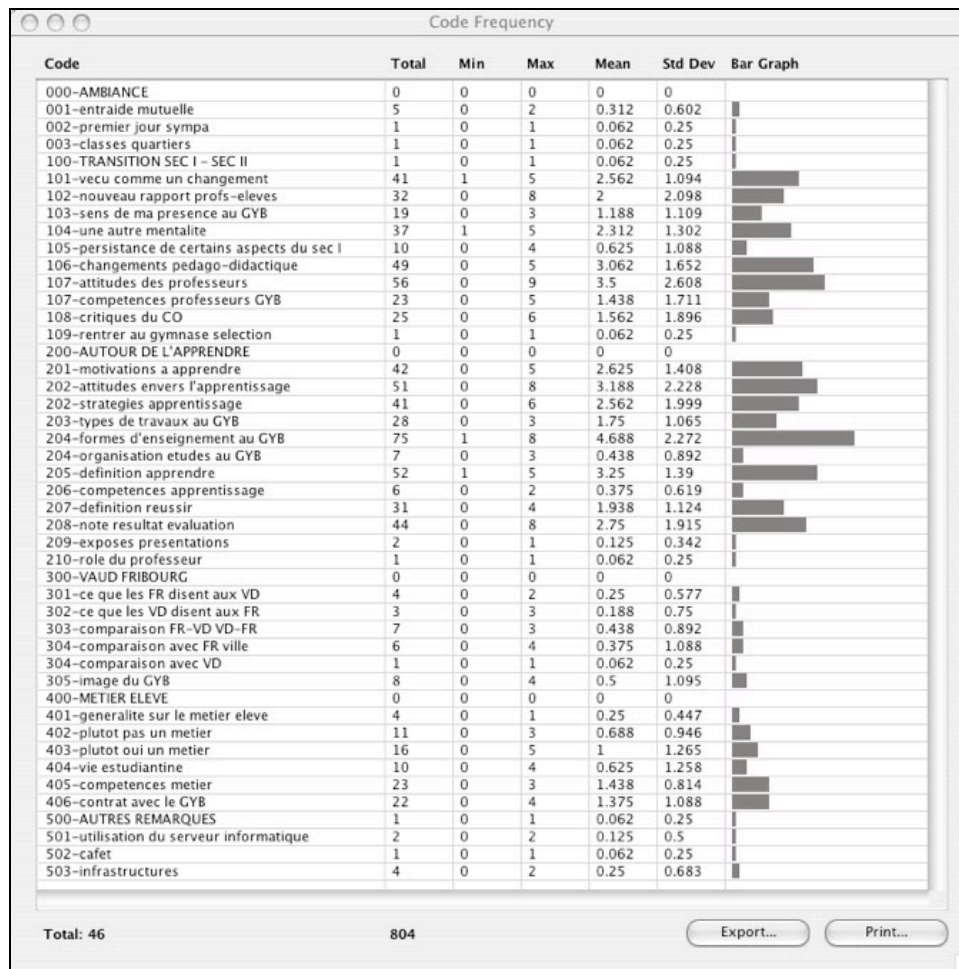 Code Frequency
Code Total Min Max Mean Std Dev Bar Graph
000-AMBIANCE 0 0 0 0 0
001-entraide mutuelle 5 0 2 0.312 0.602
002-premier jour sympa 1 0 1 0.062 0.25
003-classes quartiers 1 0 1 0.062 0.25
100-TRANSITION SEC I - SEC II 1 0 1 0.062 0.25
101-vecu comme un changement 41 1 5 2.562 1.094
102-nouveau rapport profs-eleves 32 0 8 2 2.098
103-sens de ma presence au GYB 19 0 3 1.188 1.109
104-une autre mentalite 37 1 5 2.312 1.302
105-persistance de certains aspects du sec I 10 0 4 0.625 1.088
106-changements pedago-didactique 49 0 5 3.062 1.652
107-attitudes des professeurs 56 0 9 3.5 2.608
107-competences professeurs GYB 23 0 5 1.438 1.711
108-critiques du CO 25 0 6 1.562 1.896
109-rentrer au gymnase selection 1 0 1 0.062 0.25
200-AUTOUR DE L'APPRENDRE 0 0 0 0 0
201-motivations a apprendre 42 0 5 2.625 1.408
202-attitudes envers l'apprentissage 51 0 8 3.188 2.228
202-strategies apprentissage 41 0 6 2.562 1.999
203-types de travaux au GYB 28 0 3 1.75 1.065
204-formes d'enseignement au GYB 75 1 8 4.688 2.272
204-organisation etudes au GYB 7 0 3 0.438 0.892
205-definition apprendre 52 1 5 3.25 1.39
206-competences apprentissage 6 0 2 0.375 0.619
207-definition reussir 31 0 4 1.938 1.124
208-note resultat evaluation 44 0 8 2.75 1.915
209-exposes presentations 2 0 1 0.125 0.342
210-role du professeur 1 0 1 0.062 0.25
300-VAUD FRIBOURG 0 0 0 0 0
301-ce que les FR disent aux VD 4 0 2 0.25 0.577
302-ce que les VD disent aux FR 3 0 3 0.188 0.75
303-comparaison FR-VD VD-FR 7 0 3 0.438 0.892
304-comparaison avec FR ville 6 0 4 0.375 1.088
304-comparaison avec VD 1 0 1 0.062 0.25
305-image du GYB 8 0 4 0.5 1.095
400-METIER ELEVE 0 0 0 0 0
401-generalite sur le metier eleve 4 0 1 0.25 0.447
402-plutot pas un metier 11 0 3 0.688 0.946
403-plutot oui un metier 16 0 5 1 1.265
404-vie estudiantine 10 0 4 0.625 1.258
405-competences metier 23 0 3 1.438 0.814
406-contrat avec le GYB 22 0 4 1.375 1.088
500-AUTRES REMARQUES 1 0 1 0.062 0.25
501-utilisation du serveur informatique 2 0 2 0.125 0.5
502-cafet 1 0 1 0.062 0.25
503-infrastructures 4 0 2 0.25 0.683
Total: 46 804 Export... Print...